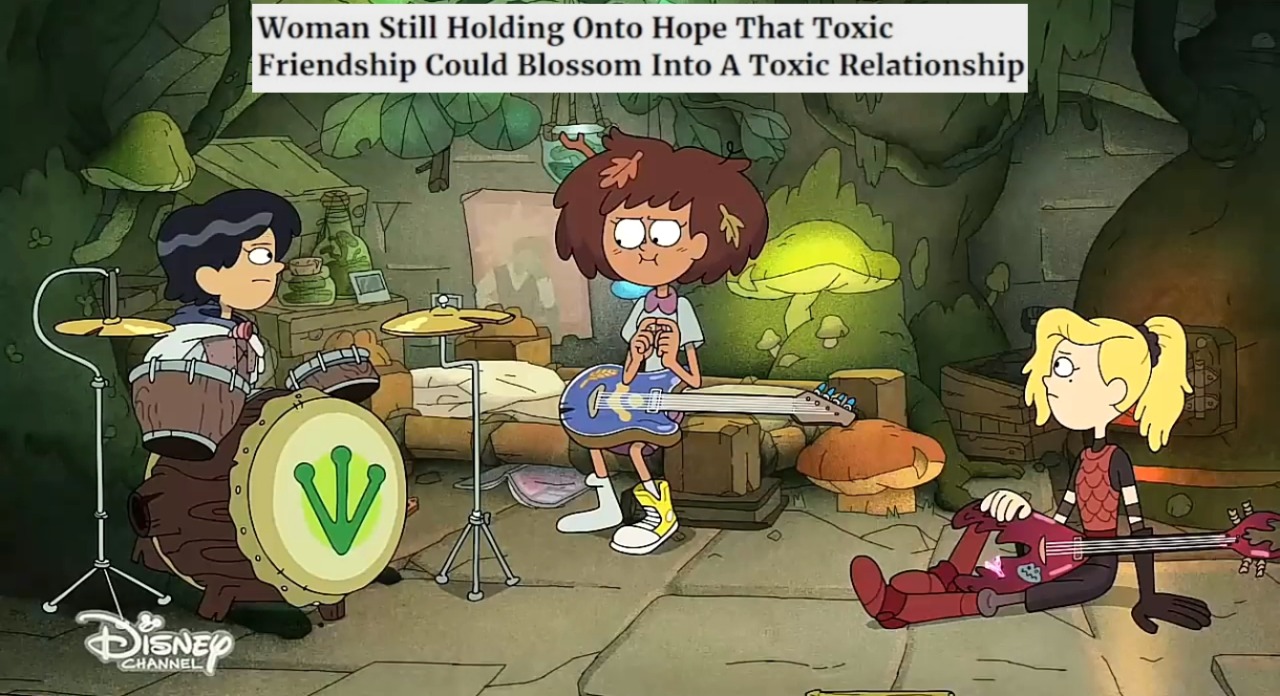 Woman Still Holding Onto Hope That Toxic
Friendship Could Blossom Into A Toxic Relationship
Disney
CHANNEL